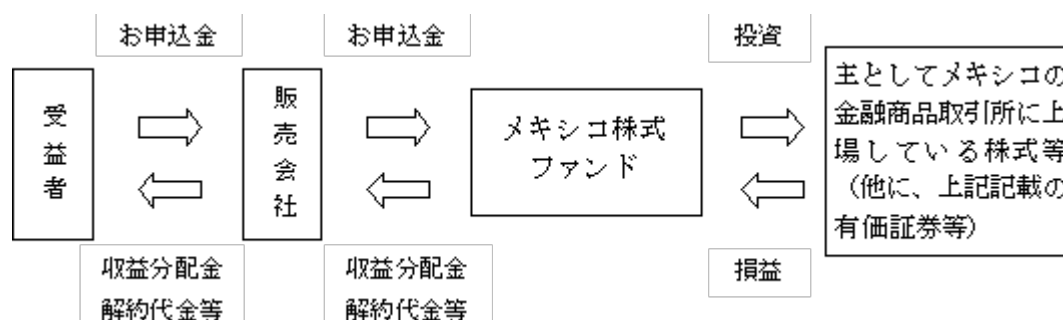 お申込金
お申込金
投資
受益者
販売会社
メキシコ株式
ファンド
主としてメキシコの
金融商品取引所に上
場している株式等
（他に、上記記載の
有価証券等）
収益分配金
解約代金等
収益分配金
解約代金等
損益